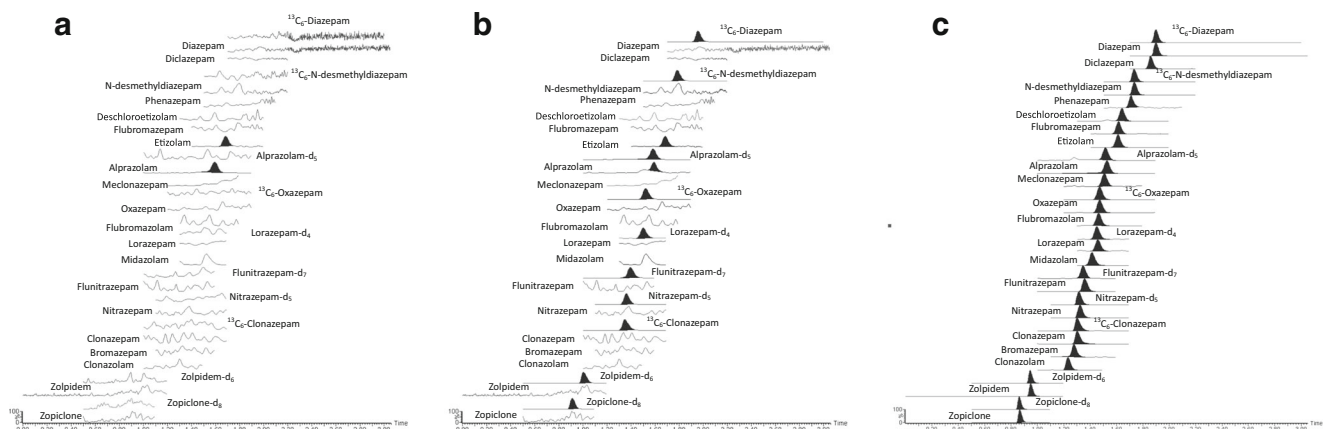 a
¹³C₆-Diazepam
Diazepam
Diclazepam
¹³C₆-N-desmethyldiazepam
N-desmethyldiazepam
Phenazepam
Deschloroetizolam
Flubromazepam
Etizolam
Alprazolam-d₅
Alprazolam
Meclonazepam
¹³C₆-Oxazepam
Oxazepam
Flubromazolam
Lorazepam-d₄
Lorazepam
Midazolam
Flunitrazepam-d₇
Flunitrazepam
Nitrazepam-d₅
Nitrazepam
¹³C₆-Clonazepam
Clonazepam
Bromazepam
Clonazolam
Zolpidem-d₆
Zolpidem
Zopiclone-d₈
Zopiclone
100
%
Time
b
¹³C₆-Diazepam
Diazepam
Diclazepam
¹³C₆-N-desmethyldiazepam
N-desmethyldiazepam
Phenazepam
Deschloroetizolam
Flubromazepam
Etizolam
Alprazolam-d₅
Alprazolam
Meclonazepam
¹³C₆-Oxazepam
Oxazepam
Flubromazolam
Lorazepam-d₄
Lorazepam
Midazolam
Flunitrazepam-d₇
Flunitrazepam
Nitrazepam-d₅
Nitrazepam
¹³C₆-Clonazepam
Clonazepam
Bromazepam
Clonazolam
Zolpidem-d₆
Zolpidem
Zopiclone-d₈
Zopiclone
100
%
Time
c
¹³C₆-Diazepam
Diazepam
Diclazepam
¹³C₆-N-desmethyldiazepam
N-desmethyldiazepam
Phenazepam
Deschloroetizolam
Flubromazepam
Etizolam
Alprazolam-d₅
Alprazolam
Meclonazepam
¹³C₆-Oxazepam
Oxazepam
Flubromazolam
Lorazepam-d₄
Lorazepam
Midazolam
Flunitrazepam-d₇
Flunitrazepam
Nitrazepam-d₅
Nitrazepam
¹³C₆-Clonazepam
Clonazepam
Bromazepam
Clonazolam
Zolpidem-d₆
Zolpidem
Zopiclone-d₈
Zopiclone
100
%
Time